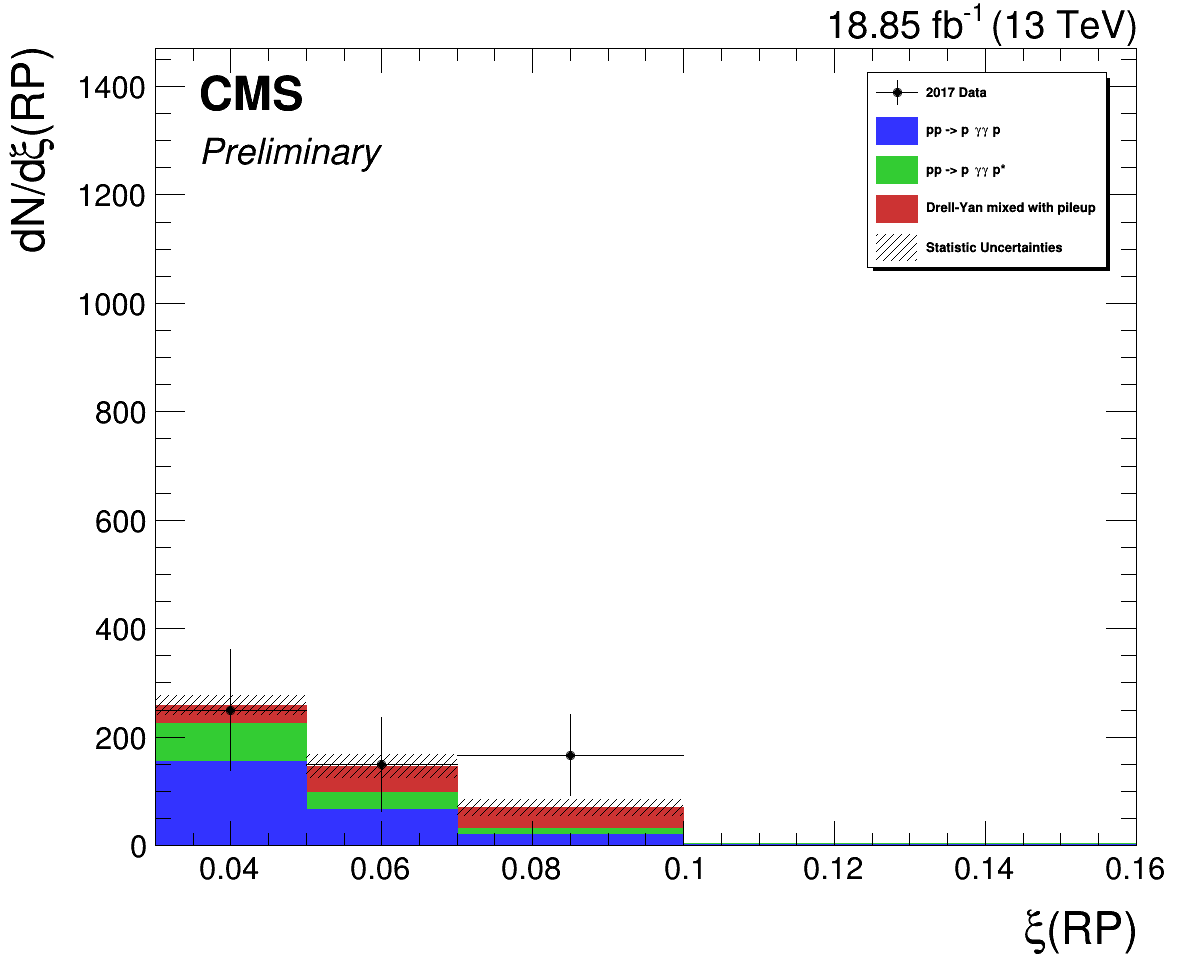 18.85 fb⁻¹ (13 TeV)
dN/dξ(RP)
CMS
Preliminary
2017 Data
pp -> p γγ p
pp -> p γγ p*
Drell-Yan mixed with pileup
Statistic Uncertainties
1400
1200
1000
800
600
400
200
0
0.04 0.06 0.08 0.1 0.12 0.14 0.16
ξ(RP)